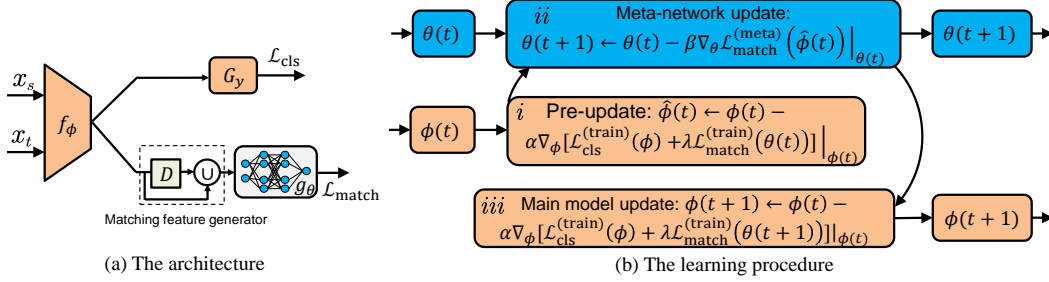 x_s
x_t
f_ϕ
G_y
ℒ_cls
D
∪
g_θ
ℒ_match
Matching feature generator
(a) The architecture
θ(t)
ii Meta-network update:
θ(t + 1) ← θ(t) − β∇_θ ℒ_match^(meta) (ϕ̂(t)) |_θ(t)
θ(t + 1)
ϕ(t)
i Pre-update: ϕ̂(t) ← ϕ(t) −
α∇_ϕ[ℒ_cls^(train)(ϕ) +λℒ_match^(train)(θ(t))] |_ϕ(t)
iii Main model update: ϕ(t + 1) ← ϕ(t) −
α∇_ϕ[ℒ_cls^(train)(ϕ) + λℒ_match^(train)(θ(t + 1))]|_ϕ(t)
ϕ(t + 1)
(b) The learning procedure